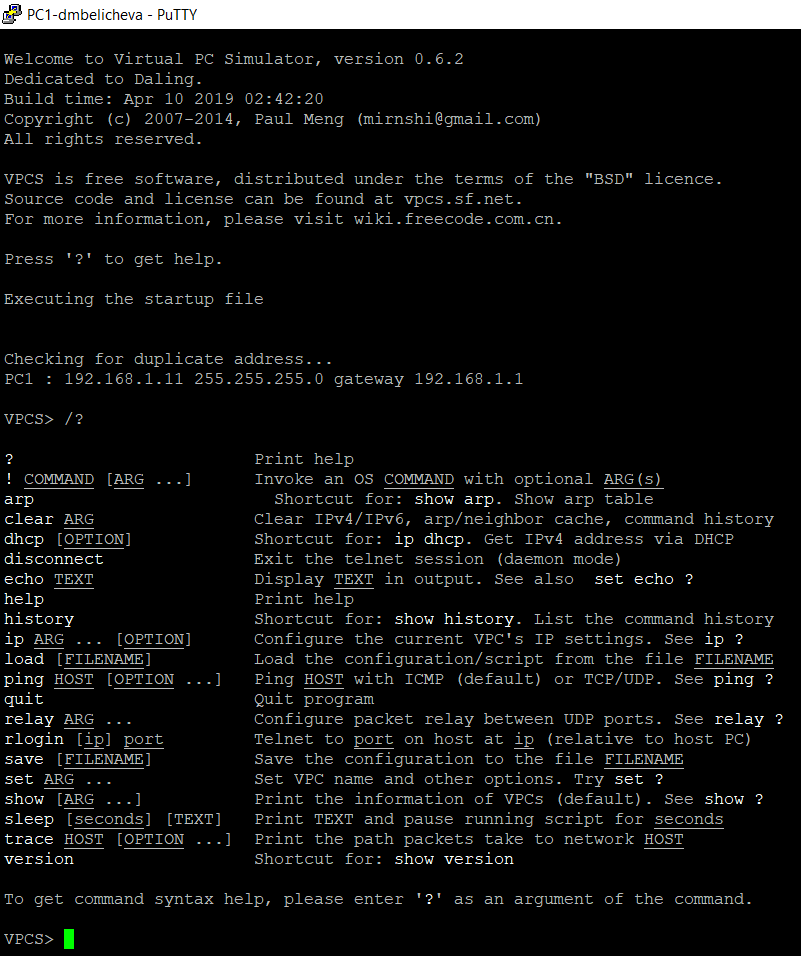 PC1-dmbelicheva - PuTTY
Welcome to Virtual PC Simulator, version 0.6.2
Dedicated to Daling.
Build time: Apr 10 2019 02:42:20
Copyright (c) 2007-2014, Paul Meng (mirnshi@gmail.com)
All rights reserved.

VPCS is free software, distributed under the terms of the "BSD" licence.
Source code and license can be found at vpcs.sf.net.
For more information, please visit wiki.freecode.com.cn.

Press '?' to get help.

Executing the startup file

Checking for duplicate address...
PC1 : 192.168.1.11 255.255.255.0 gateway 192.168.1.1

VPCS> /?

?                        Print help
! COMMAND [ARG ...]      Invoke an OS COMMAND with optional ARG(s)
arp                        Shortcut for: show arp. Show arp table
clear ARG                Clear IPv4/IPv6, arp/neighbor cache, command history
dhcp [OPTION]            Shortcut for: ip dhcp. Get IPv4 address via DHCP
disconnect               Exit the telnet session (daemon mode)
echo TEXT                Display TEXT in output. See also  set echo ?
help                     Print help
history                  Shortcut for: show history. List the command history
ip ARG ... [OPTION]      Configure the current VPC's IP settings. See ip ?
load [FILENAME]          Load the configuration/script from the file FILENAME
ping HOST [OPTION ...]   Ping HOST with ICMP (default) or TCP/UDP. See ping ?
quit                     Quit program
relay ARG ...            Configure packet relay between UDP ports. See relay ?
rlogin [ip] port         Telnet to port on host at ip (relative to host PC)
save [FILENAME]          Save the configuration to the file FILENAME
set ARG ...              Set VPC name and other options. Try set ?
show [ARG ...]           Print the information of VPCs (default). See show ?
sleep [seconds] [TEXT]   Print TEXT and pause running script for seconds
trace HOST [OPTION ...]  Print the path packets take to network HOST
version                  Shortcut for: show version

To get command syntax help, please enter '?' as an argument of the command.

VPCS>